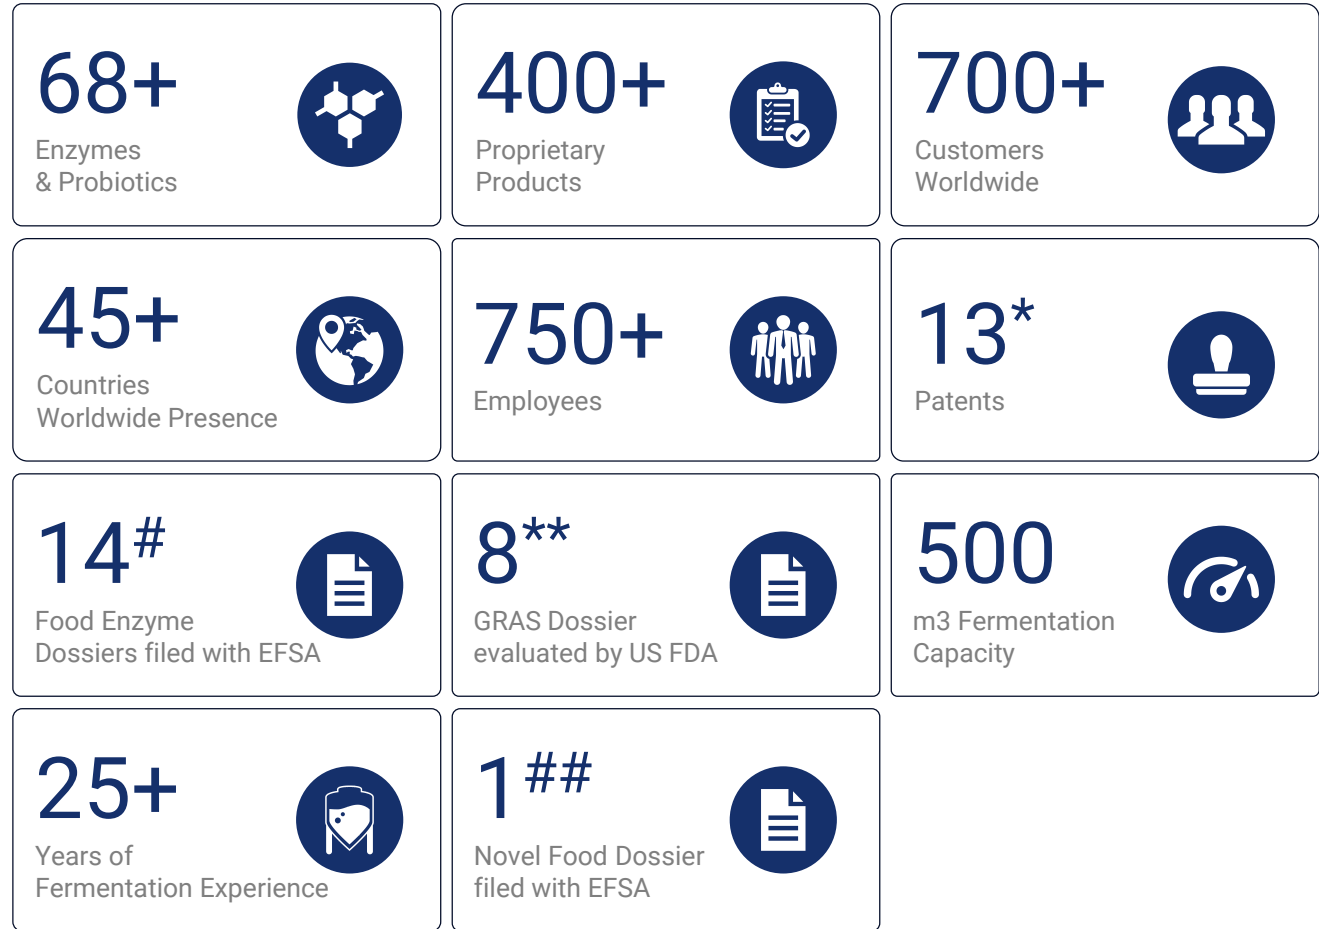 68+
Enzymes
& Probiotics
400+
Proprietary
Products
700+
Customers
Worldwide
45+
Countries
Worldwide Presence
750+
Employees
13*
Patents
14#
Food Enzyme
Dossiers filed with EFSA
8**
GRAS Dossier
evaluated by US FDA
500
m3 Fermentation
Capacity
25+
Years of
Fermentation Experience
1##
Novel Food Dossier
filed with EFSA